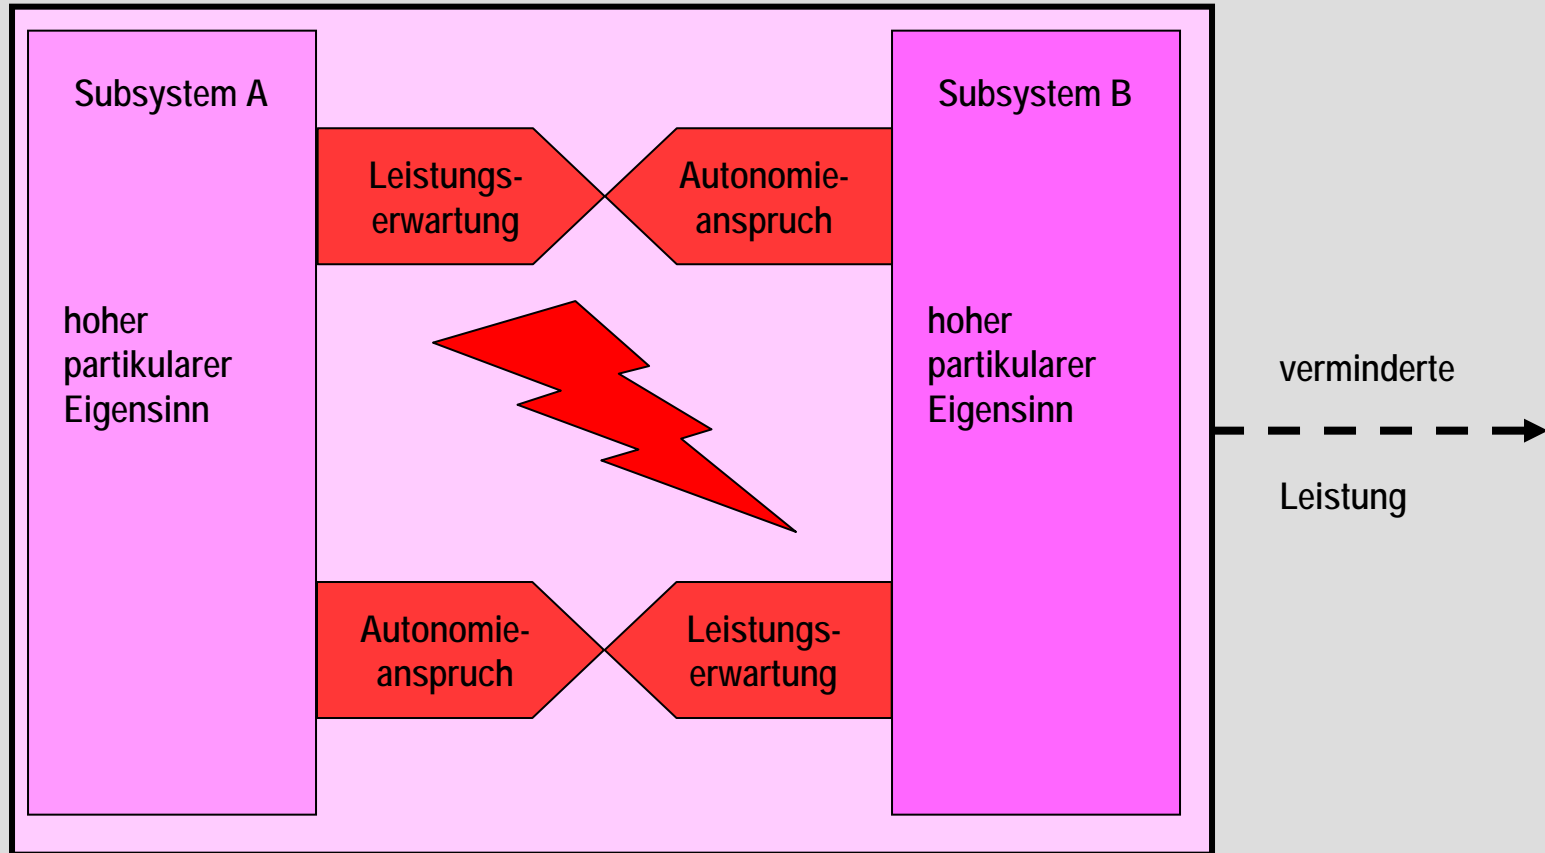 Subsystem A
Subsystem B
Leistungs-
erwartung
Autonomie-
anspruch
hoher
partikularer
Eigensinn
hoher
partikularer
Eigensinn
verminderte
Leistung
Autonomie-
anspruch
Leistungs-
erwartung